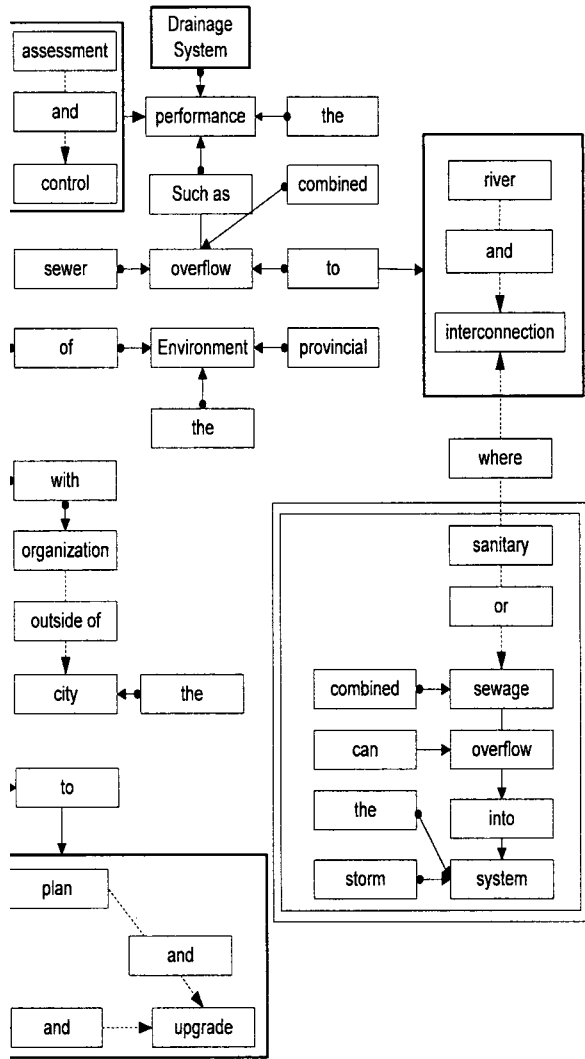 Drainage
System
assessment
and
performance
the
control
Such as
combined
river
and
sewer
overflow
to
interconnection
of
Environment
provincial
the
where
with
sanitary
organization
or
outside of
combined
sewage
city
the
can
overflow
to
the
into
storm
system
plan
and
and
upgrade